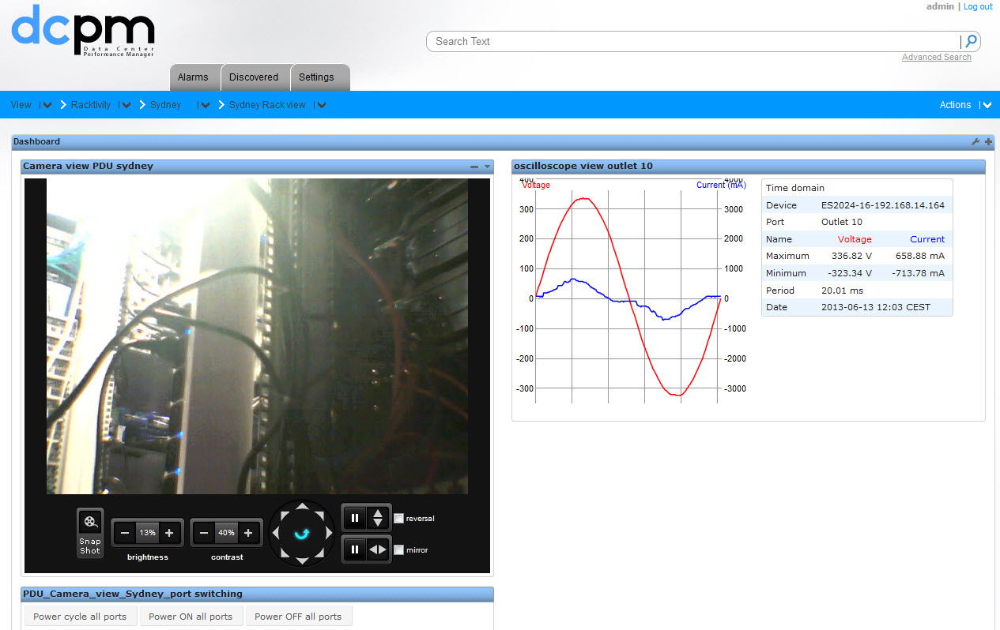 admin | Log out
dcpm
Data Center
Performance Manager
Search Text
Advanced Search
Alarms Discovered Settings
View Racktivity Sydney Sydney Rack view Actions
Dashboard
Camera view PDU sydney
oscilloscope view outlet 10
400 4000
Voltage Current (mA)
300 3000
200 2000
100 1000
0 0
-100 -1000
-200 -2000
-300 -3000
Time domain
Device ES2024-16-192.168.14.164
Port Outlet 10
Name Voltage Current
Maximum 336.82 V 658.88 mA
Minimum -323.34 V -713.78 mA
Period 20.01 ms
Date 2013-06-13 12:03 CEST
Snap
Shot
13%
brightness
40%
contrast
reversal
mirror
PDU_Camera_view_Sydney_port switching
Power cycle all ports Power ON all ports Power OFF all ports